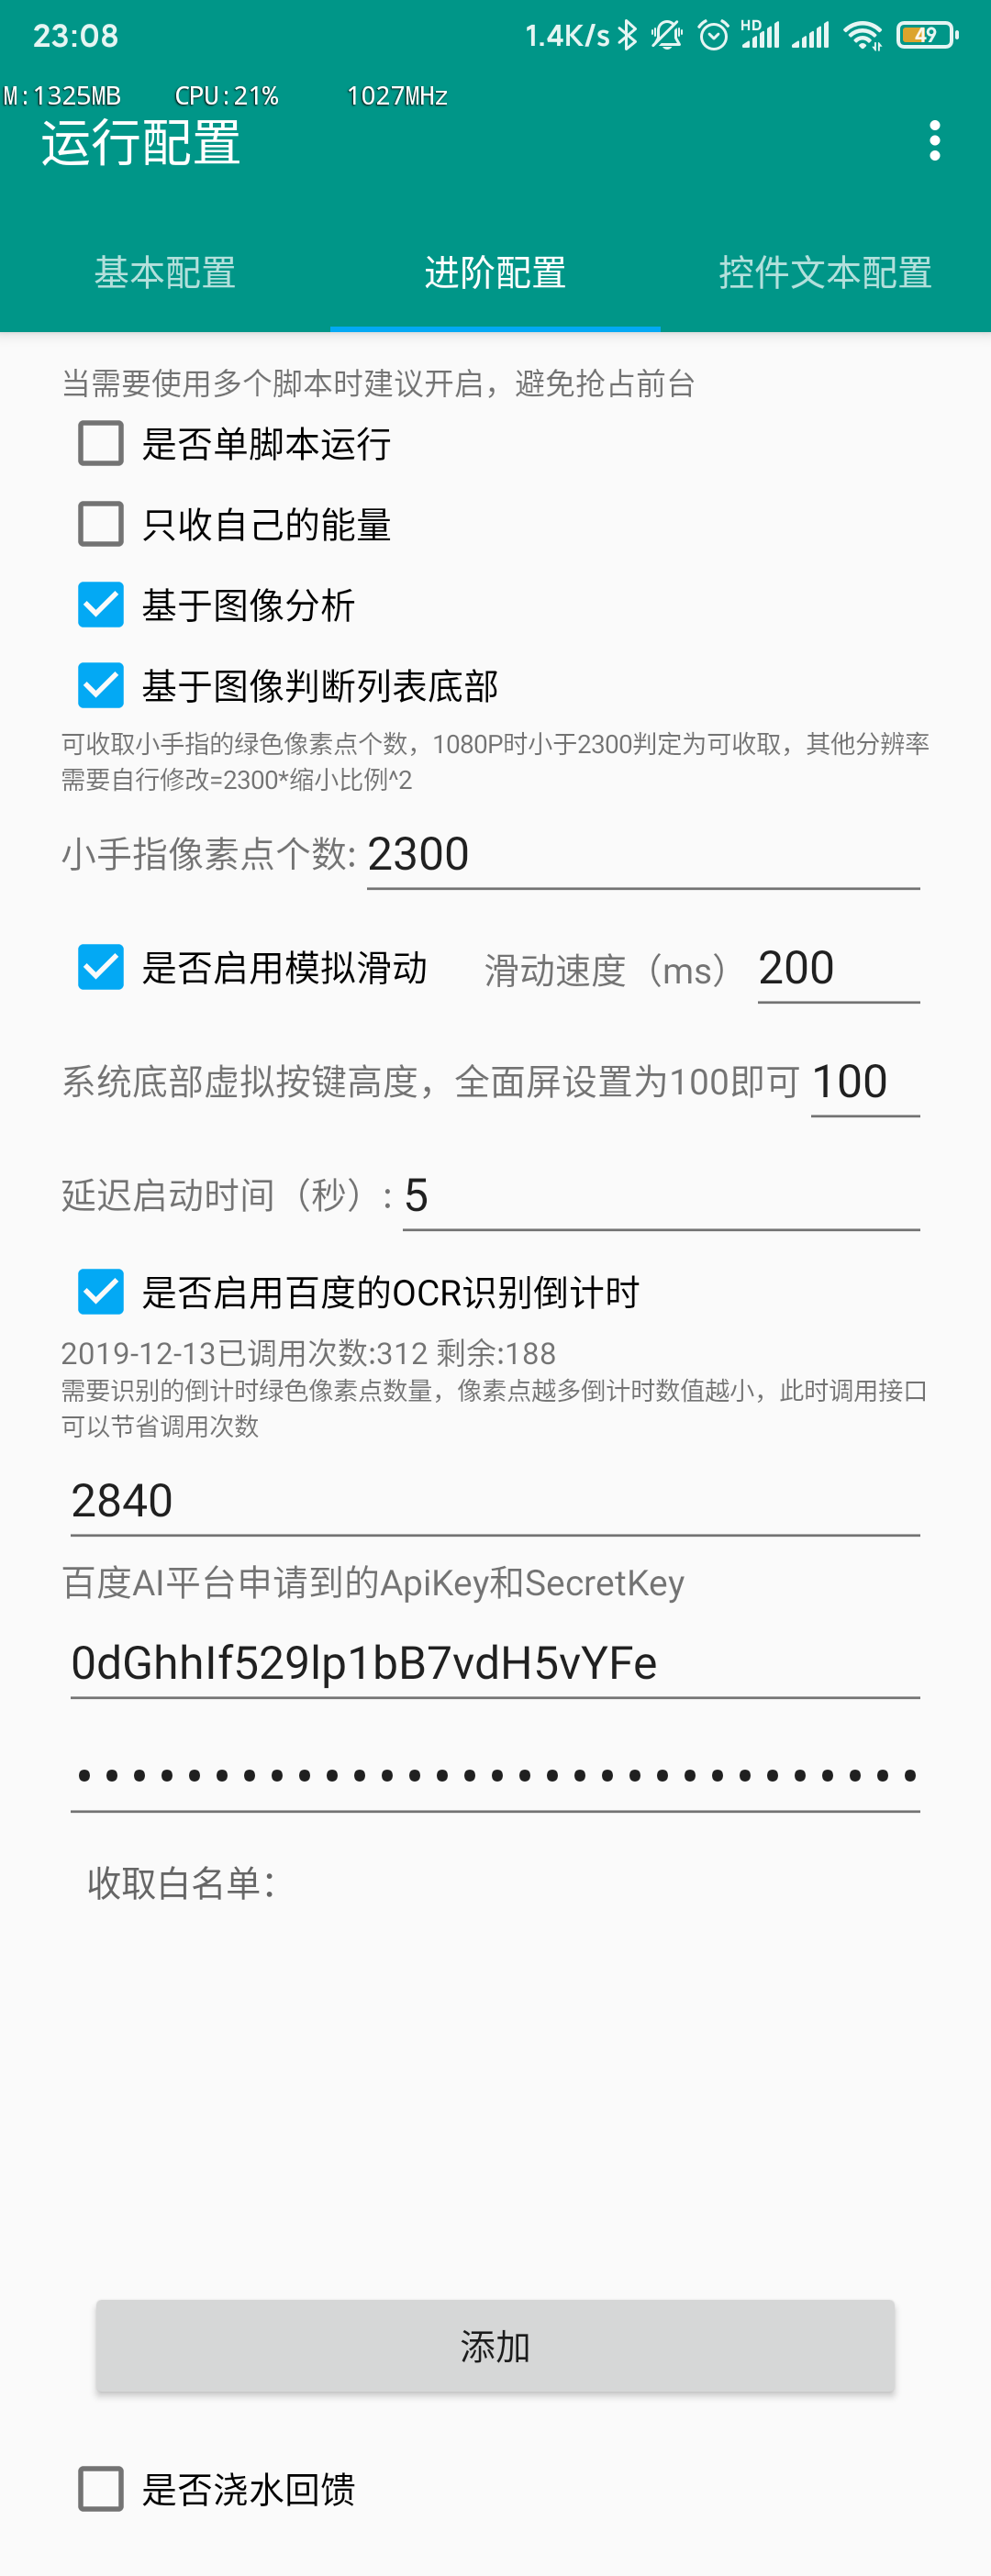 23:08
1.4K/s
HD
49
M:1325MB CPU:21% 1027MHz
运行配置
基本配置 进阶配置 控件文本配置
当需要使用多个脚本时建议开启，避免抢占前台
是否单脚本运行
只收自己的能量
基于图像分析
基于图像判断列表底部
可收取小手指的绿色像素点个数，1080P时小于2300判定为可收取，其他分辨率
需要自行修改=2300*缩小比例^2
小手指像素点个数: 2300
是否启用模拟滑动 滑动速度（ms） 200
系统底部虚拟按键高度，全面屏设置为100即可 100
延迟启动时间（秒）: 5
是否启用百度的OCR识别倒计时
2019-12-13已调用次数:312 剩余:188
需要识别的倒计时绿色像素点数量，像素点越多倒计时数值越小，此时调用接口
可以节省调用次数
2840
百度AI平台申请到的ApiKey和SecretKey
0dGhhIf529lp1bB7vdH5vYFe
•••••••••••••••••••••••••••••••
收取白名单：
添加
是否浇水回馈